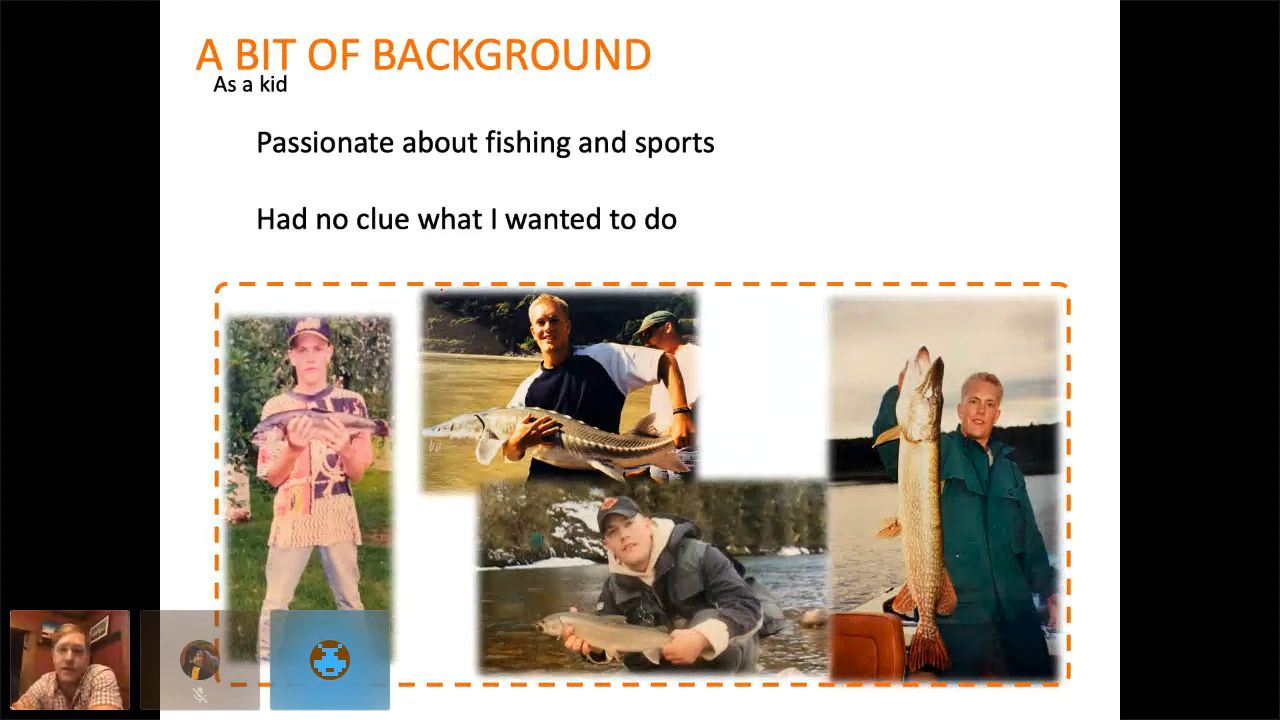 A BIT OF BACKGROUND
As a kid
Passionate about fishing and sports
Had no clue what I wanted to do